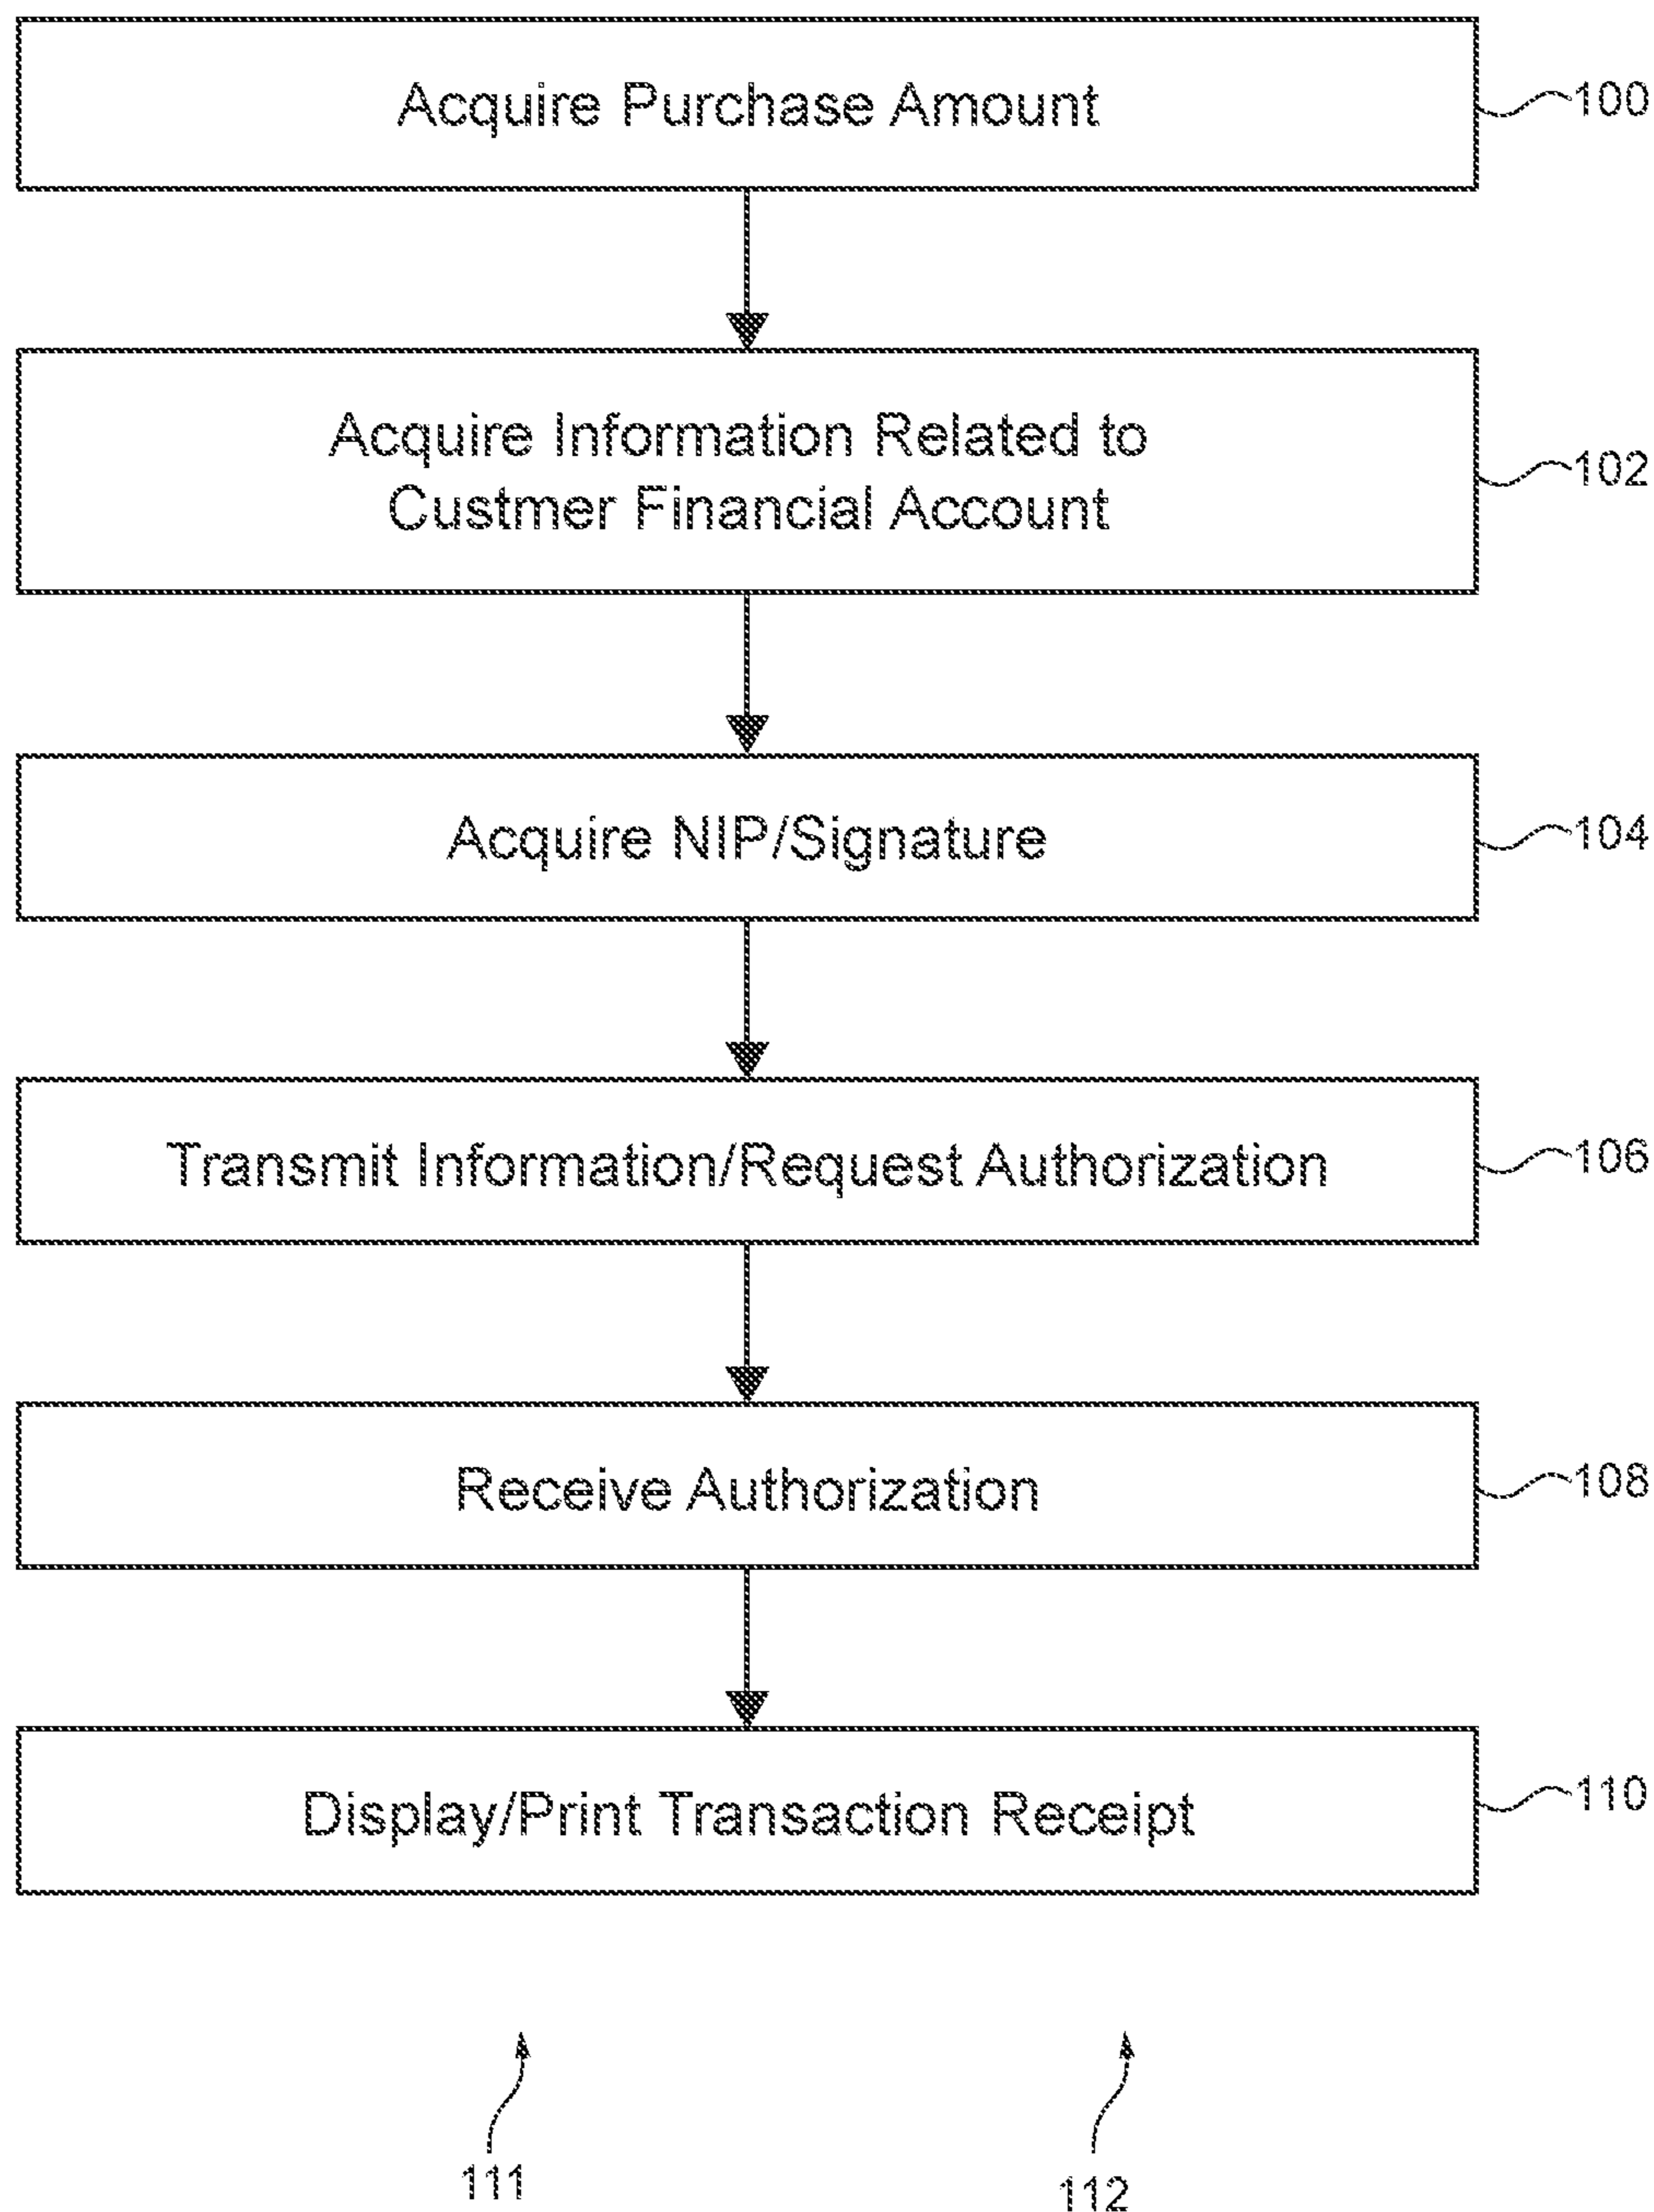 Acquire Purchase Amount
100
Acquire Information Related to
Custmer Financial Account
102
Acquire NIP/Signature
104
Transmit Information/Request Authorization
106
Receive Authorization
108
Display/Print Transaction Receipt
110
111
112